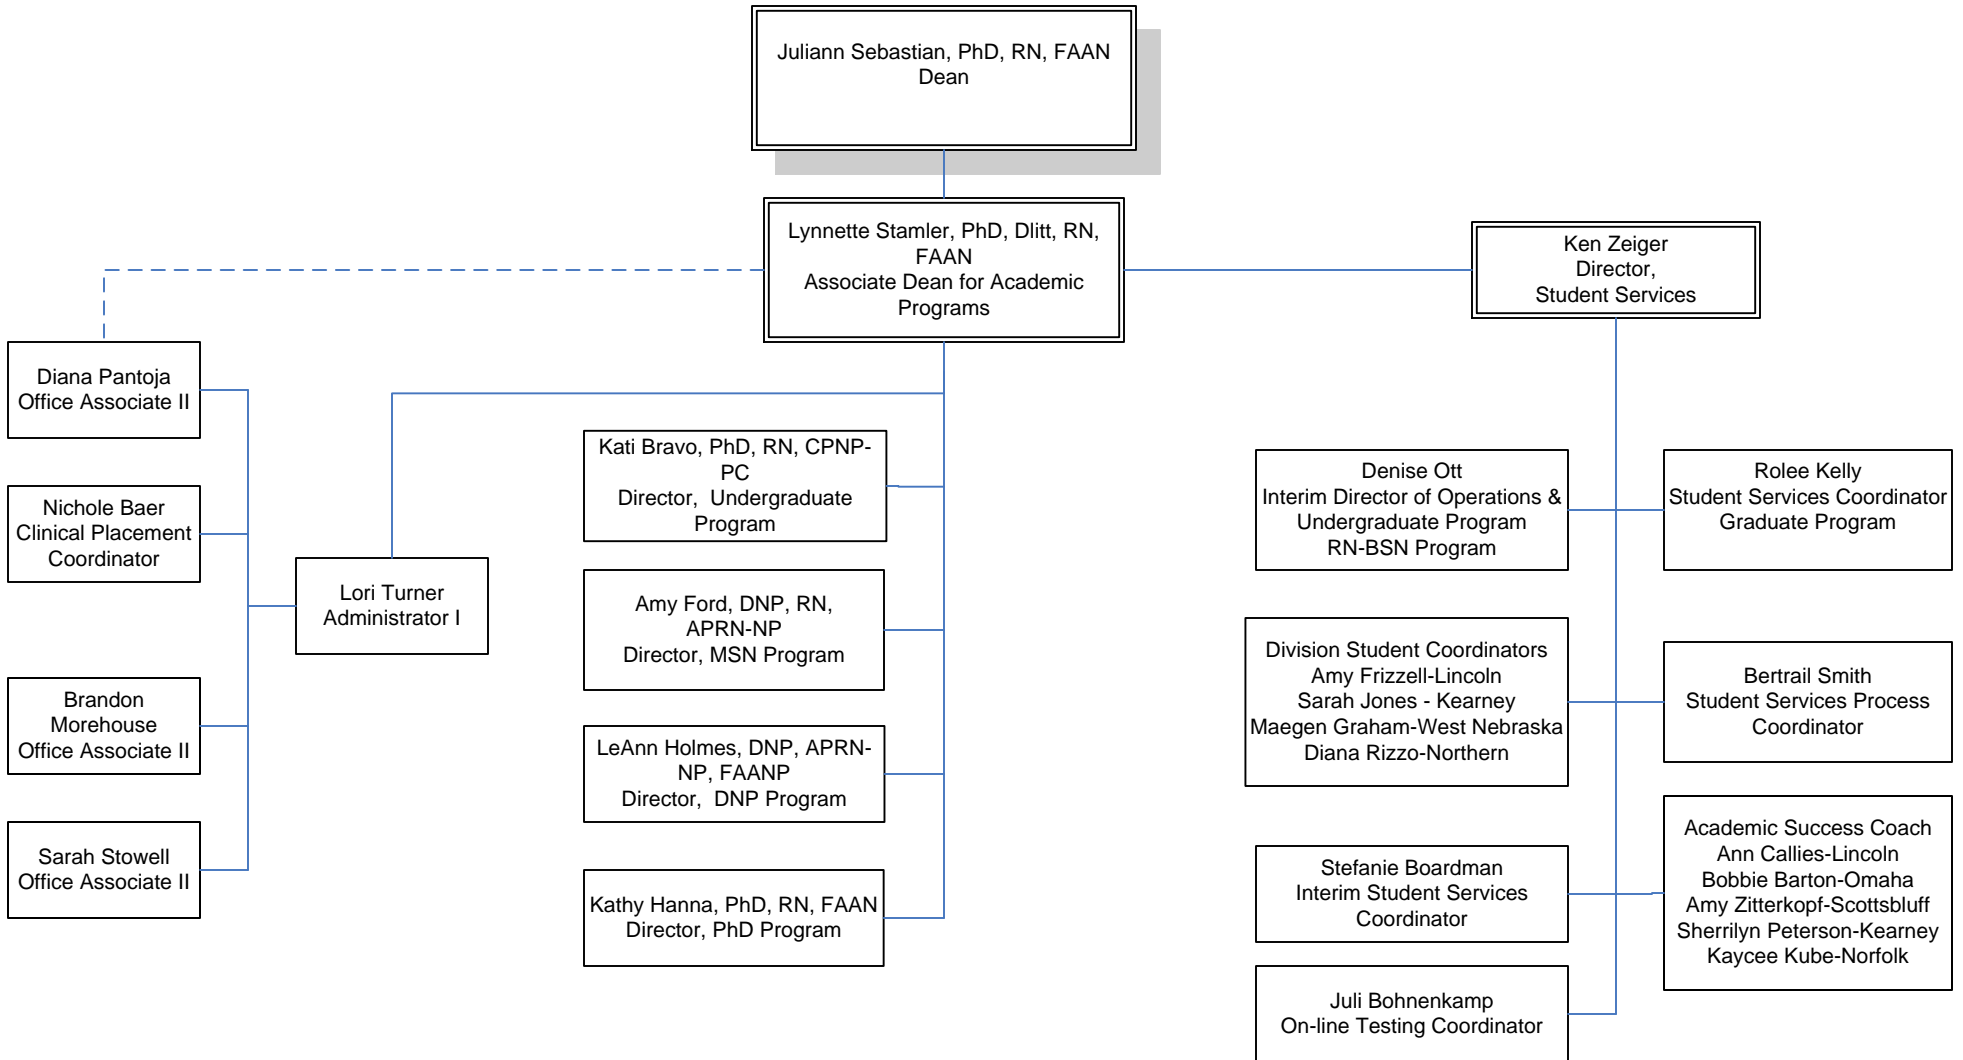 Juliann Sebastian, PhD, RN, FAAN
Dean
Lynnette Stamler, PhD, Dlitt, RN,
FAAN
Associate Dean for Academic
Programs
Ken Zeiger
Director,
Student Services
Diana Pantoja
Office Associate II
Nichole Baer
Clinical Placement
Coordinator
Lori Turner
Administrator I
Brandon
Morehouse
Office Associate II
Sarah Stowell
Office Associate II
Kati Bravo, PhD, RN, CPNP-
PC
Director,  Undergraduate
Program
Amy Ford, DNP, RN,
APRN-NP
Director, MSN Program
LeAnn Holmes, DNP, APRN-
NP, FAANP
Director,  DNP Program
Kathy Hanna, PhD, RN, FAAN
Director, PhD Program
Denise Ott
Interim Director of Operations &
Undergraduate Program
RN-BSN Program
Rolee Kelly
Student Services Coordinator
Graduate Program
Division Student Coordinators
Amy Frizzell-Lincoln
Sarah Jones - Kearney
Maegen Graham-West Nebraska
Diana Rizzo-Northern
Bertrail Smith
Student Services Process
Coordinator
Stefanie Boardman
Interim Student Services
Coordinator
Academic Success Coach
Ann Callies-Lincoln
Bobbie Barton-Omaha
Amy Zitterkopf-Scottsbluff
Sherrilyn Peterson-Kearney
Kaycee Kube-Norfolk
Juli Bohnenkamp
On-line Testing Coordinator